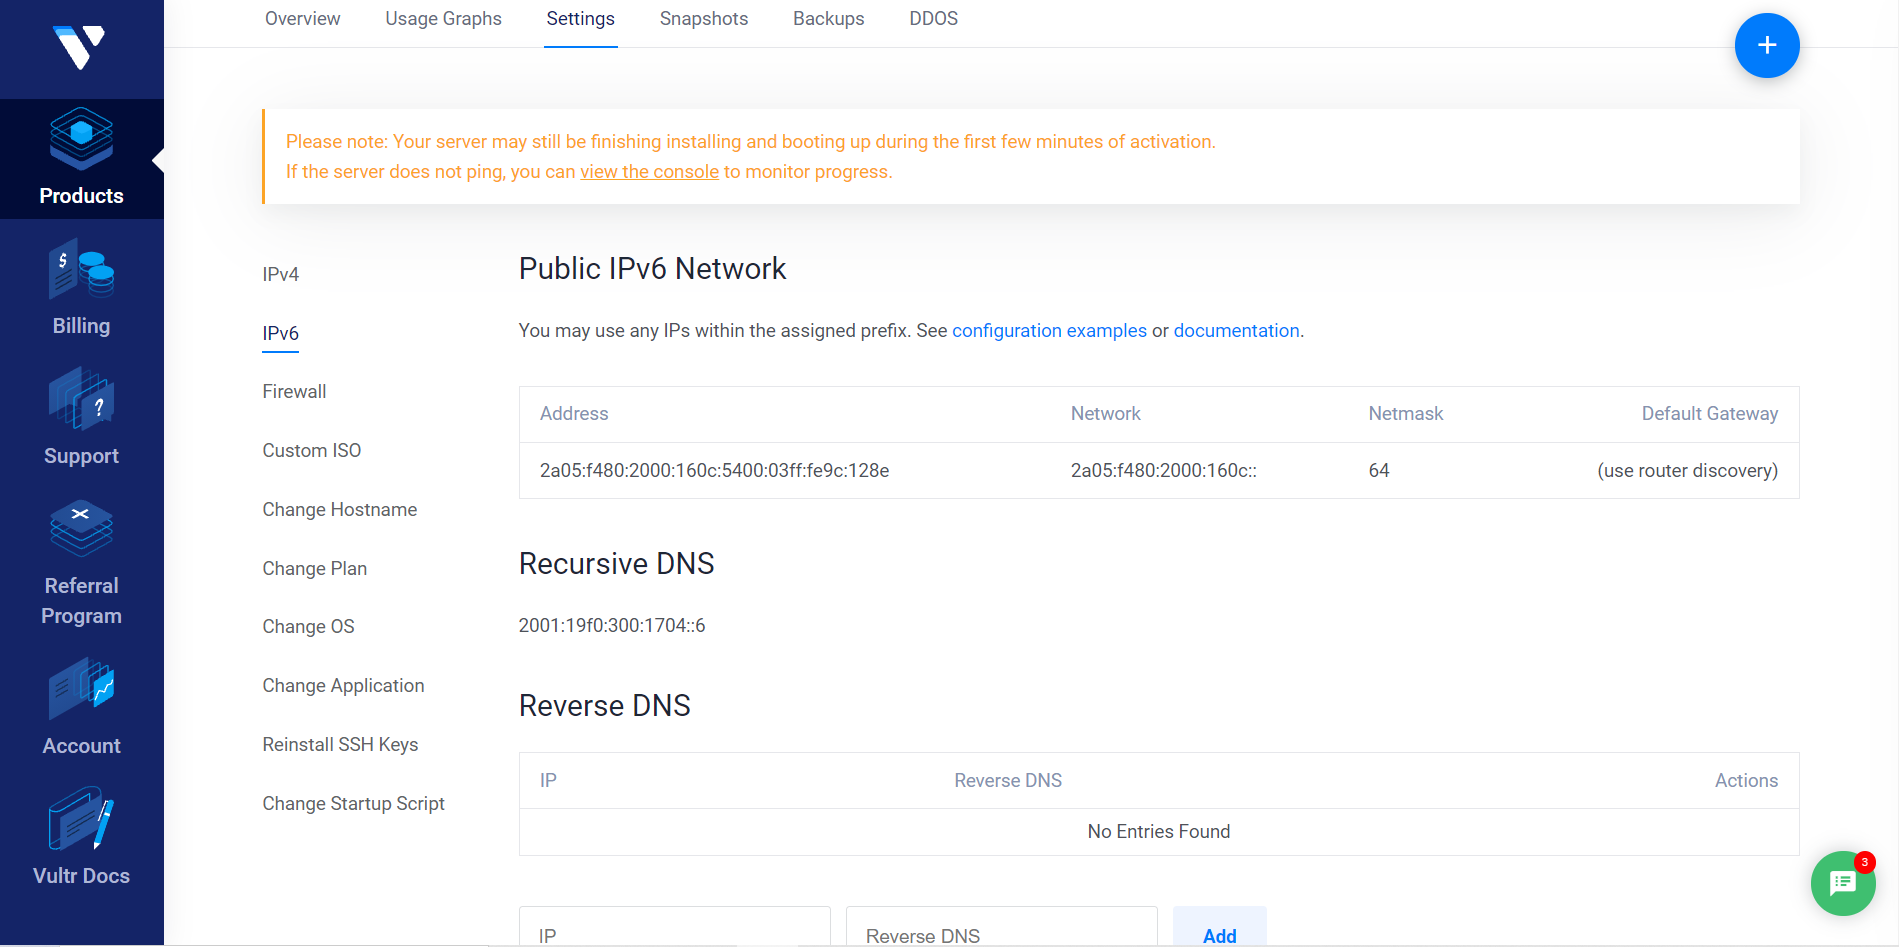 Overview Usage Graphs Settings Snapshots Backups DDOS
+
Products
Billing
Support
Referral
Program
Account
Vultr Docs
Please note: Your server may still be finishing installing and booting up during the first few minutes of activation.
If the server does not ping, you can view the console to monitor progress.
IPv4
IPv6
Firewall
Custom ISO
Change Hostname
Change Plan
Change OS
Change Application
Reinstall SSH Keys
Change Startup Script
Public IPv6 Network
You may use any IPs within the assigned prefix. See configuration examples or documentation.
Address Network Netmask Default Gateway
2a05:f480:2000:160c:5400:03ff:fe9c:128e 2a05:f480:2000:160c:: 64 (use router discovery)
Recursive DNS
2001:19f0:300:1704::6
Reverse DNS
IP Reverse DNS Actions
No Entries Found
IP Reverse DNS Add
3